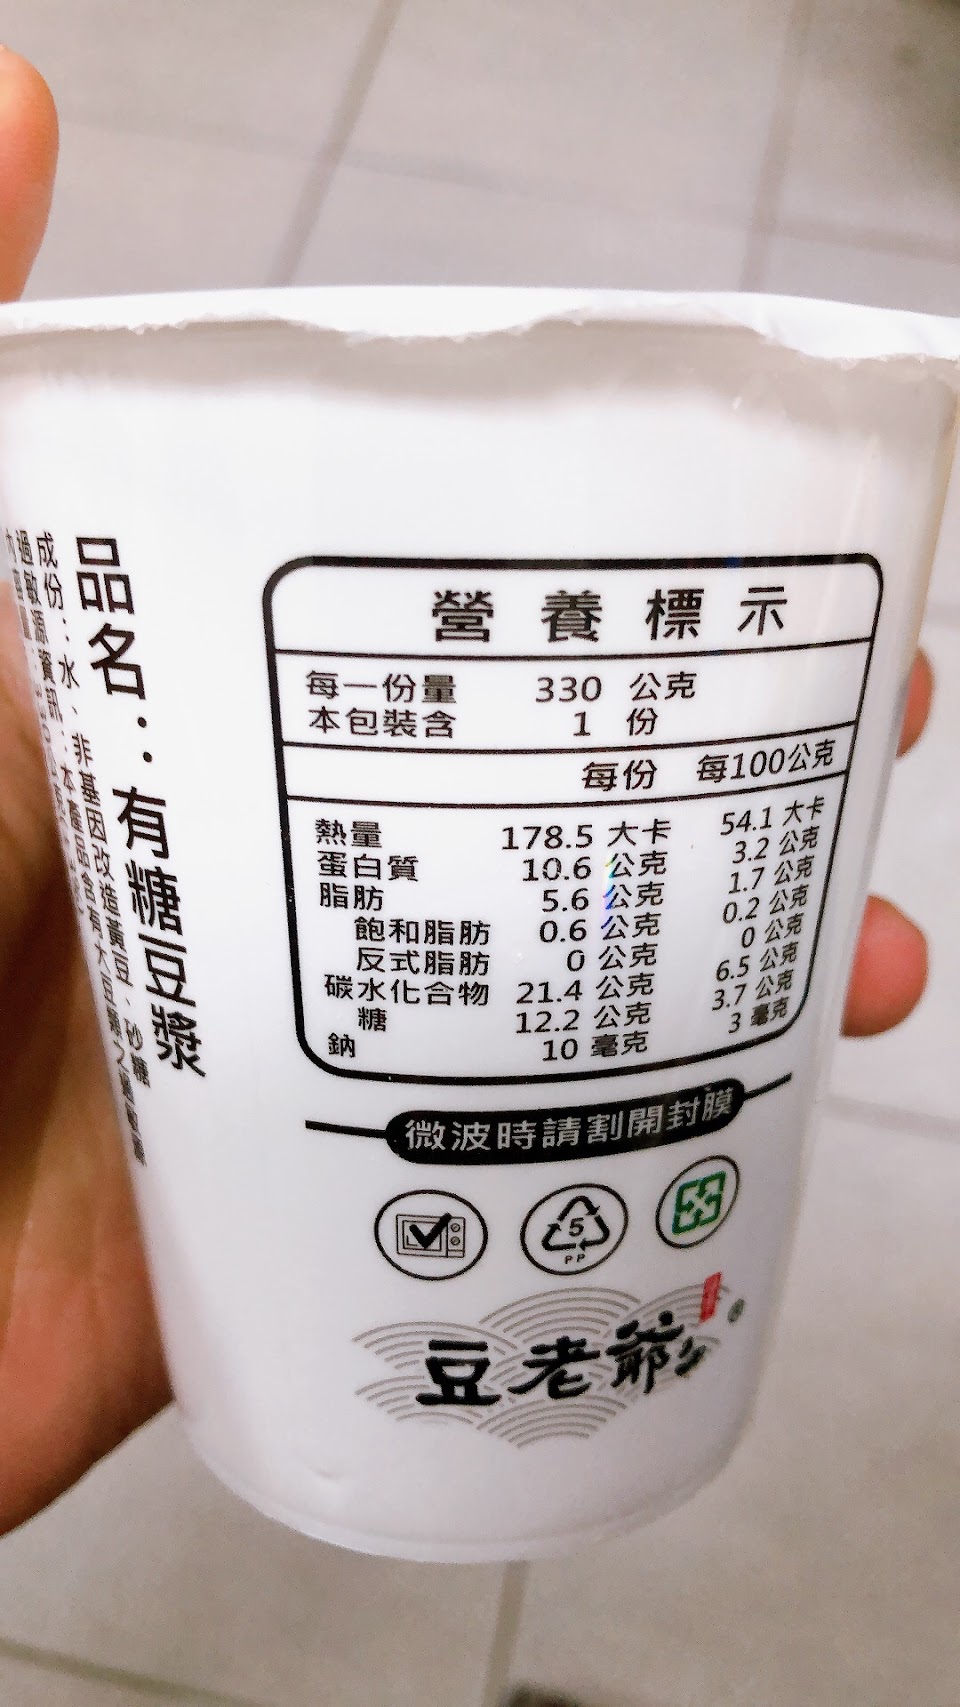 品名：有糖豆漿
成份：水、非基因改造黃豆、砂糖
過敏源資訊：本產品含有大豆
營養標示
每一份量 330 公克
本包裝含 1 份
每份 每100公克
熱量 178.5 大卡 54.1 大卡
蛋白質 10.6 公克 3.2 公克
脂肪 5.6 公克 1.7 公克
飽和脂肪 0.6 公克 0.2 公克
反式脂肪 0 公克 0 公克
碳水化合物 21.4 公克 6.5 公克
糖 12.2 公克 3.7 公克
鈉 10 毫克 3 毫克
微波時請割開封膜
5
PP
豆老爺
®